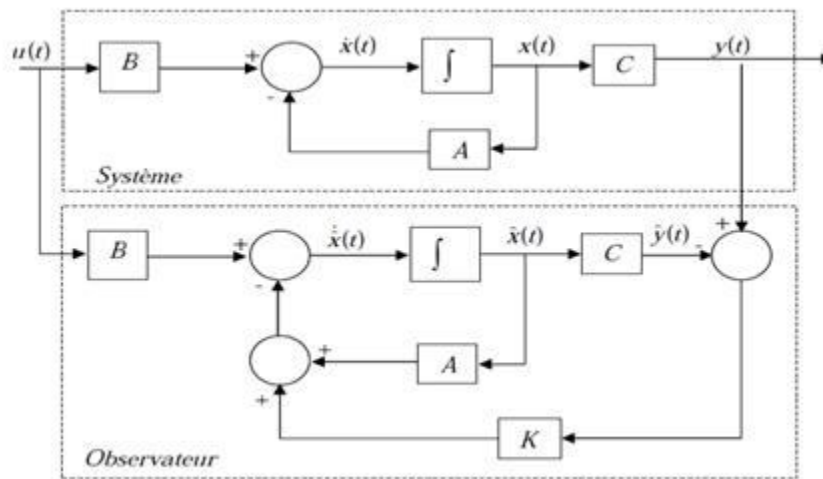 u(t)
B
+
-
ẋ(t)
∫
x(t)
C
y(t)
A
Système
B
+
-
x̂̇(t)
∫
x̂(t)
C
ŷ(t)
-
+
+
A
+
K
Observateur